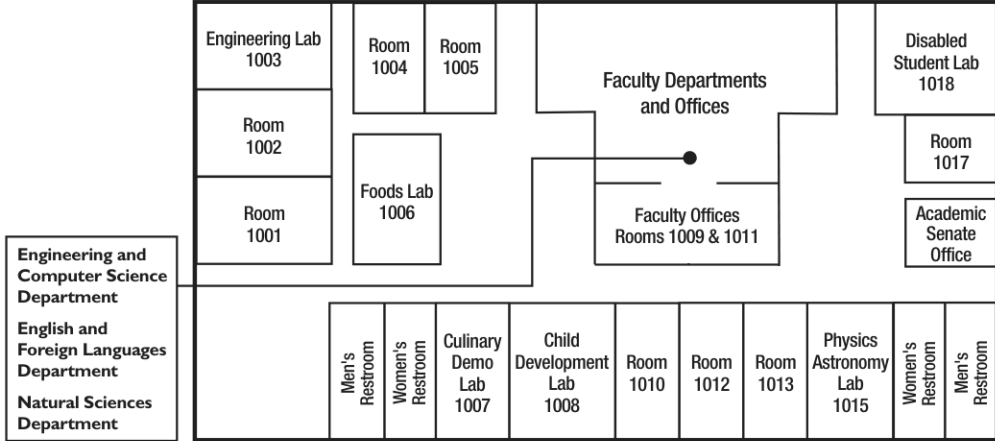 Engineering Lab
1003
Room
1004
Room
1005
Faculty Departments
and Offices
Disabled
Student Lab
1018
Room
1002
Room
1017
Foods Lab
1006
Room
1001
Faculty Offices
Rooms 1009 & 1011
Academic
Senate
Office
Engineering and
Computer Science
Department
English and
Foreign Languages
Department
Natural Sciences
Department
Men's
Restroom
Women's
Restroom
Culinary
Demo
Lab
1007
Child
Development
Lab
1008
Room
1010
Room
1012
Room
1013
Physics
Astronomy
Lab
1015
Women's
Restroom
Men's
Restroom